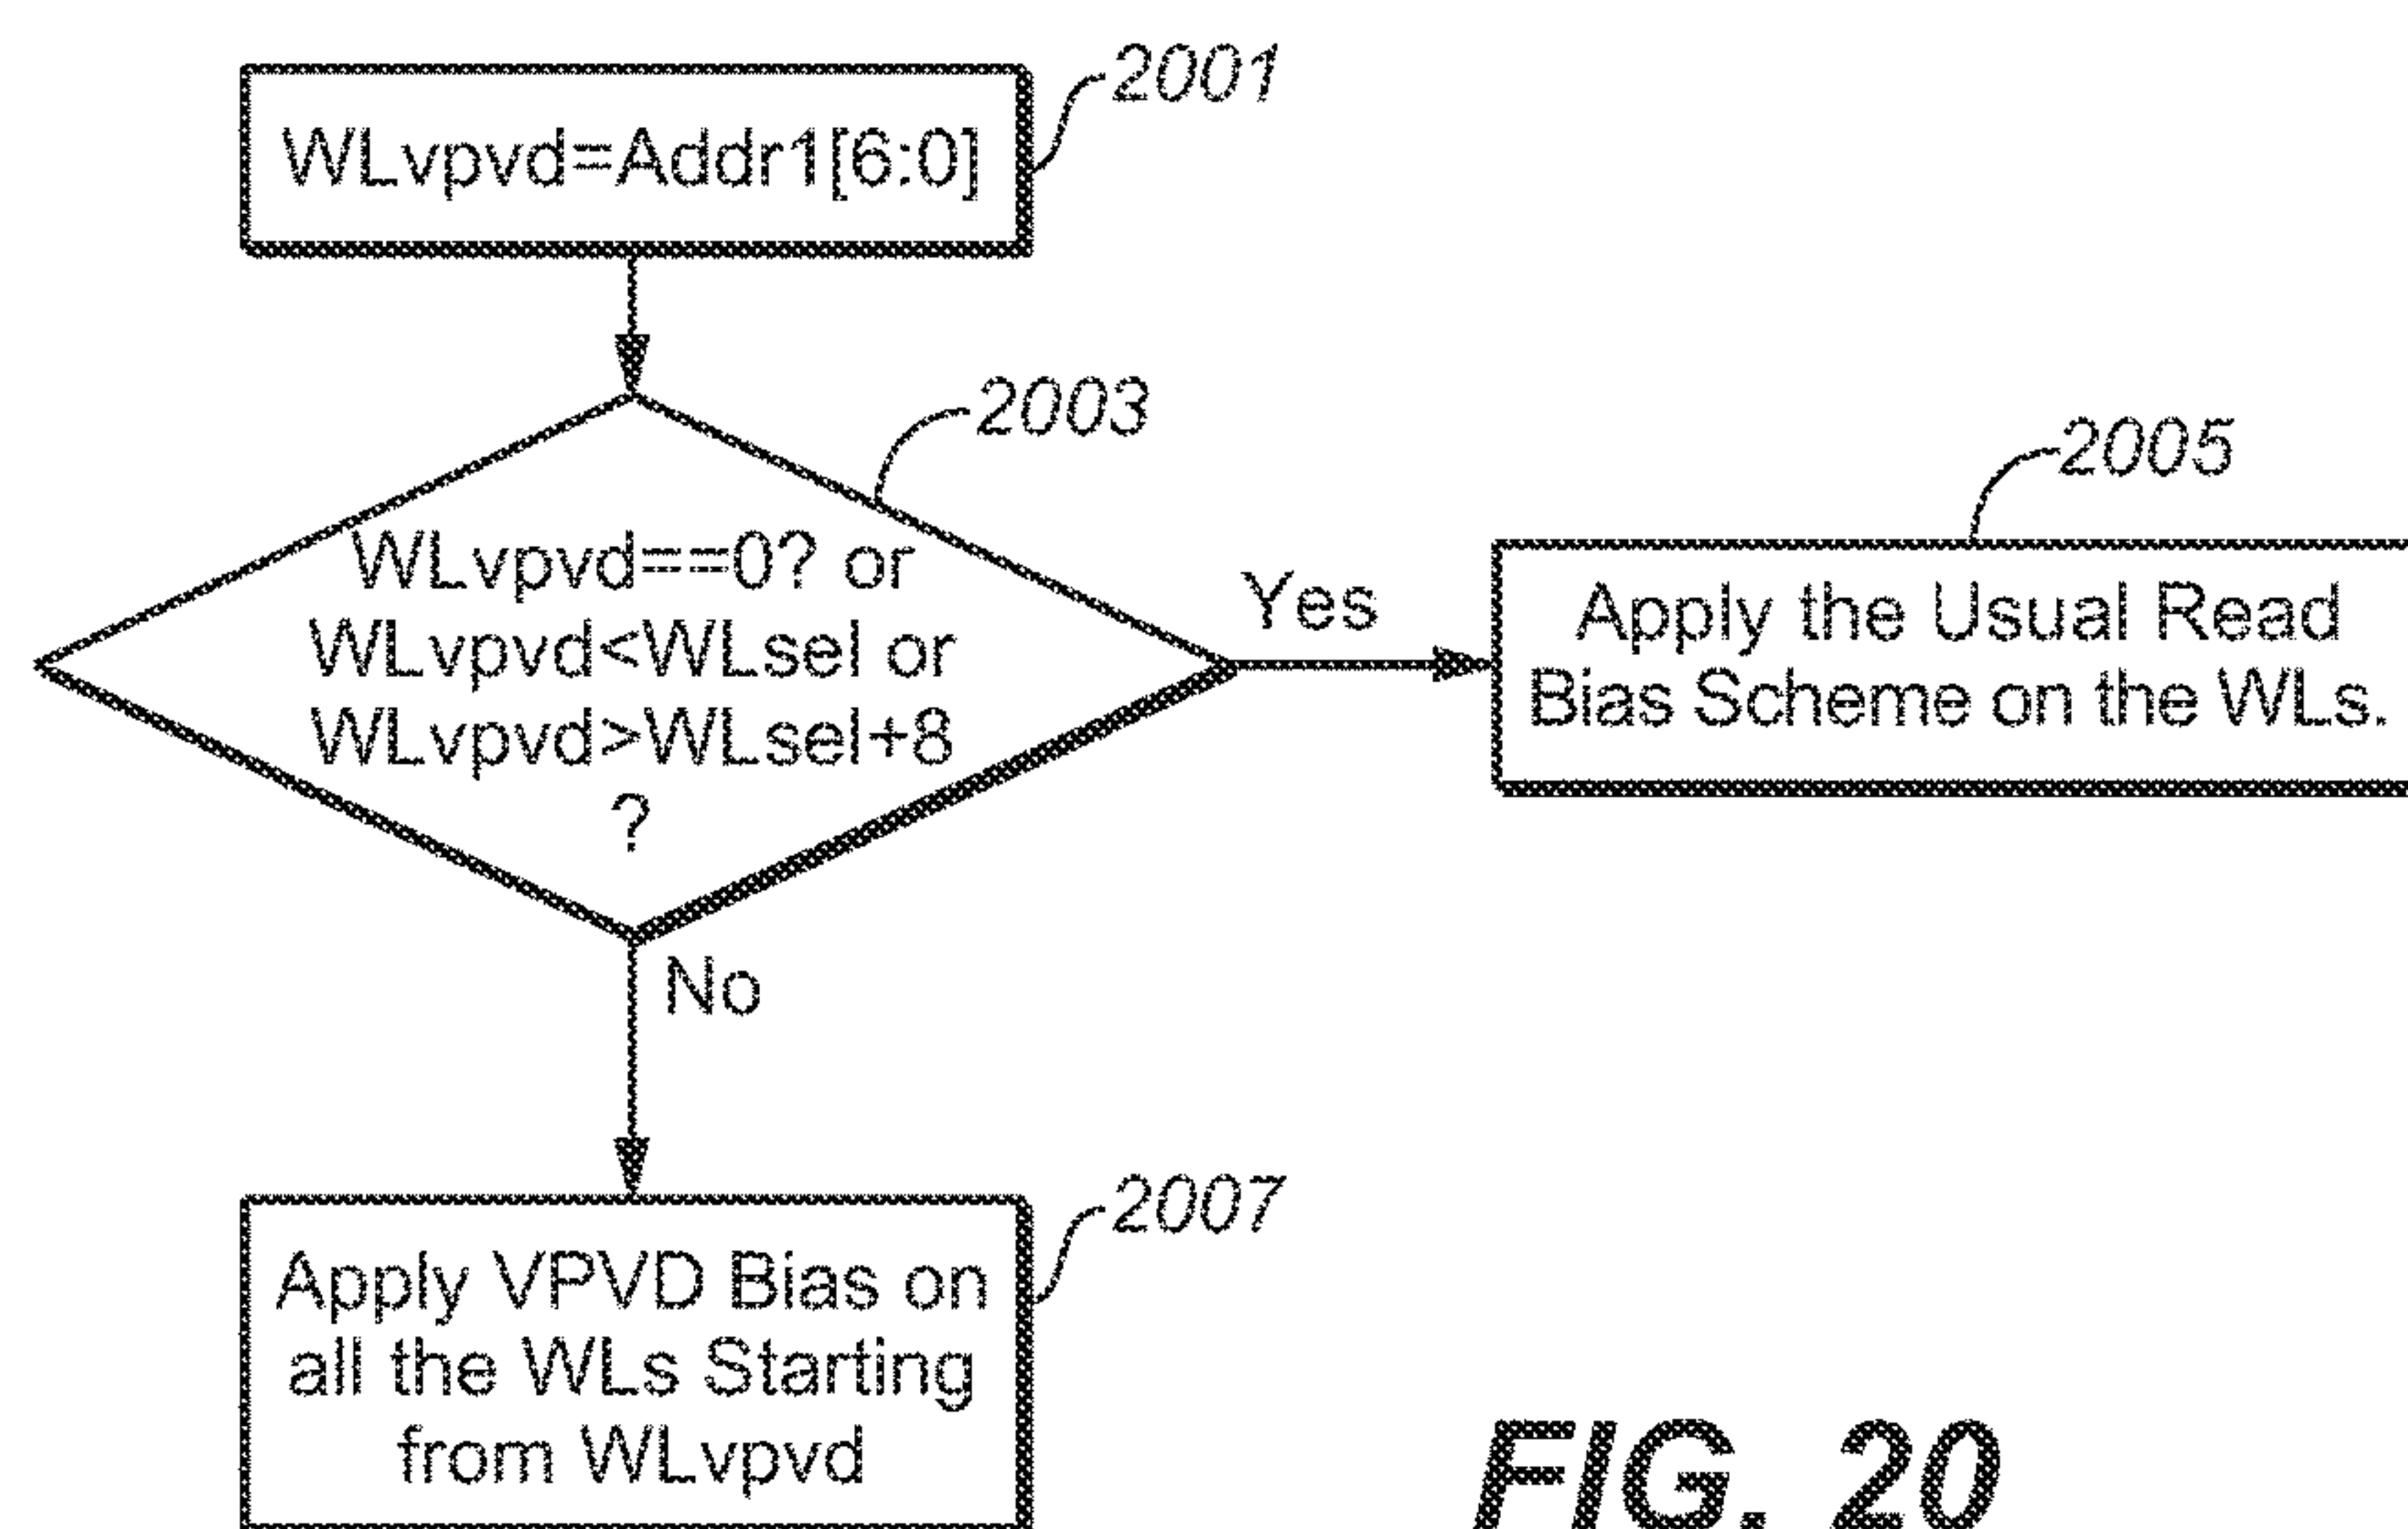 2001
WLvpvd=Addr1[6:0]
2003
WLvpvd==0? or
WLvpvd<WLsel or
WLvpvd>WLsel+8
?
Yes
2005
Apply the Usual Read
Bias Scheme on the WLs.
No
2007
Apply VPVD Bias on
all the WLs Starting
from WLvpvd
FIG. 20